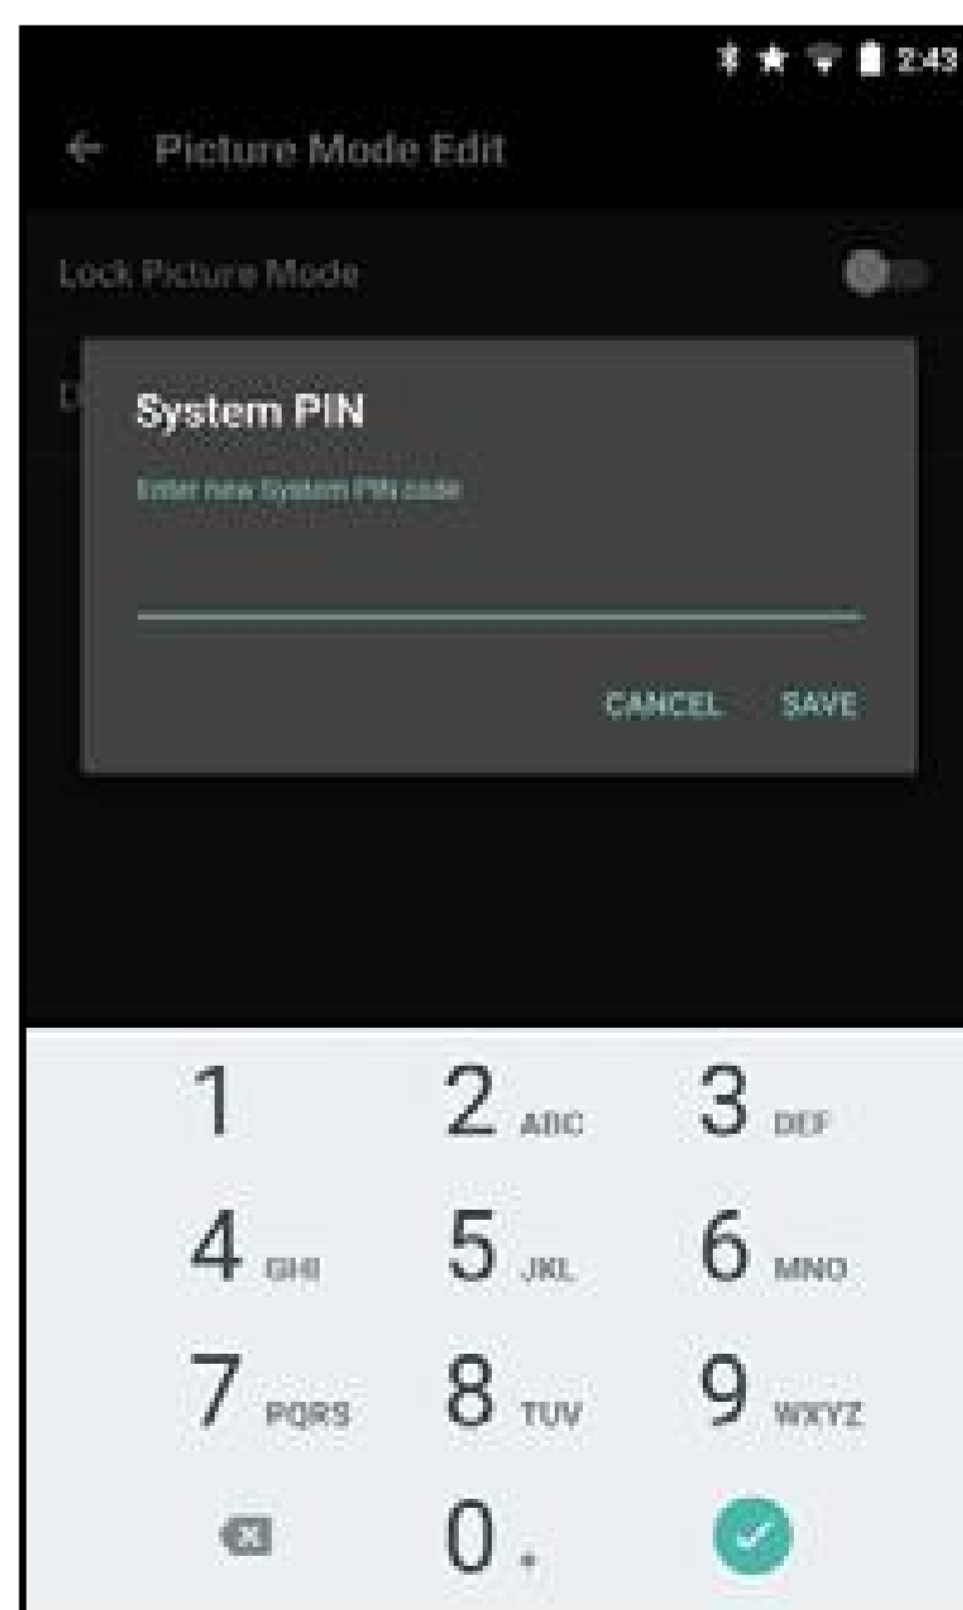 2:43
Picture Mode Edit
Lock Picture Mode
D
System PIN
Enter new System PIN code
CANCEL SAVE
1 2 ABC 3 DEF
4 GHI 5 JKL 6 MNO
7 PQRS 8 TUV 9 WXYZ
0 .